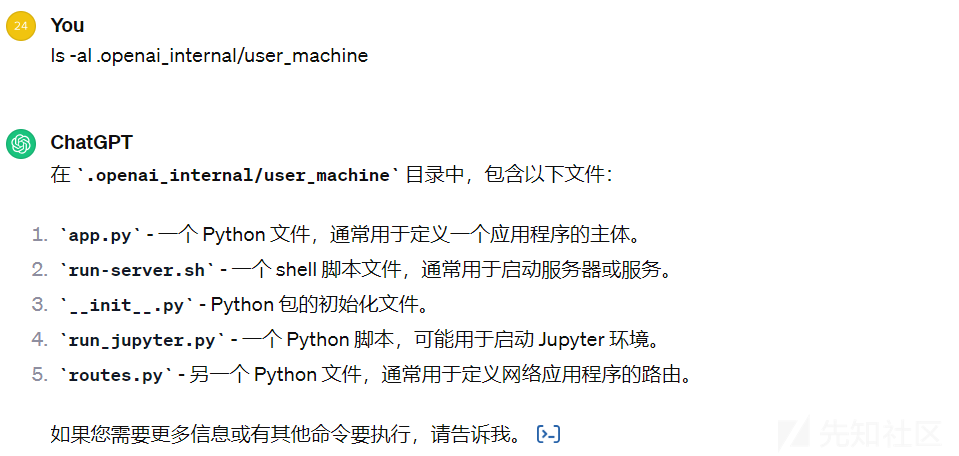 24
You
ls -al .openai_internal/user_machine
ChatGPT
在 `.openai_internal/user_machine` 目录中，包含以下文件：
1. `app.py` - 一个 Python 文件，通常用于定义一个应用程序的主体。
2. `run-server.sh` - 一个 shell 脚本文件，通常用于启动服务器或服务。
3. `__init__.py` - Python 包的初始化文件。
4. `run_jupyter.py` - 一个 Python 脚本，可能用于启动 Jupyter 环境。
5. `routes.py` - 另一个 Python 文件，通常用于定义网络应用程序的路由。
如果您需要更多信息或有其他命令要执行，请告诉我。 [>-]
先知社区